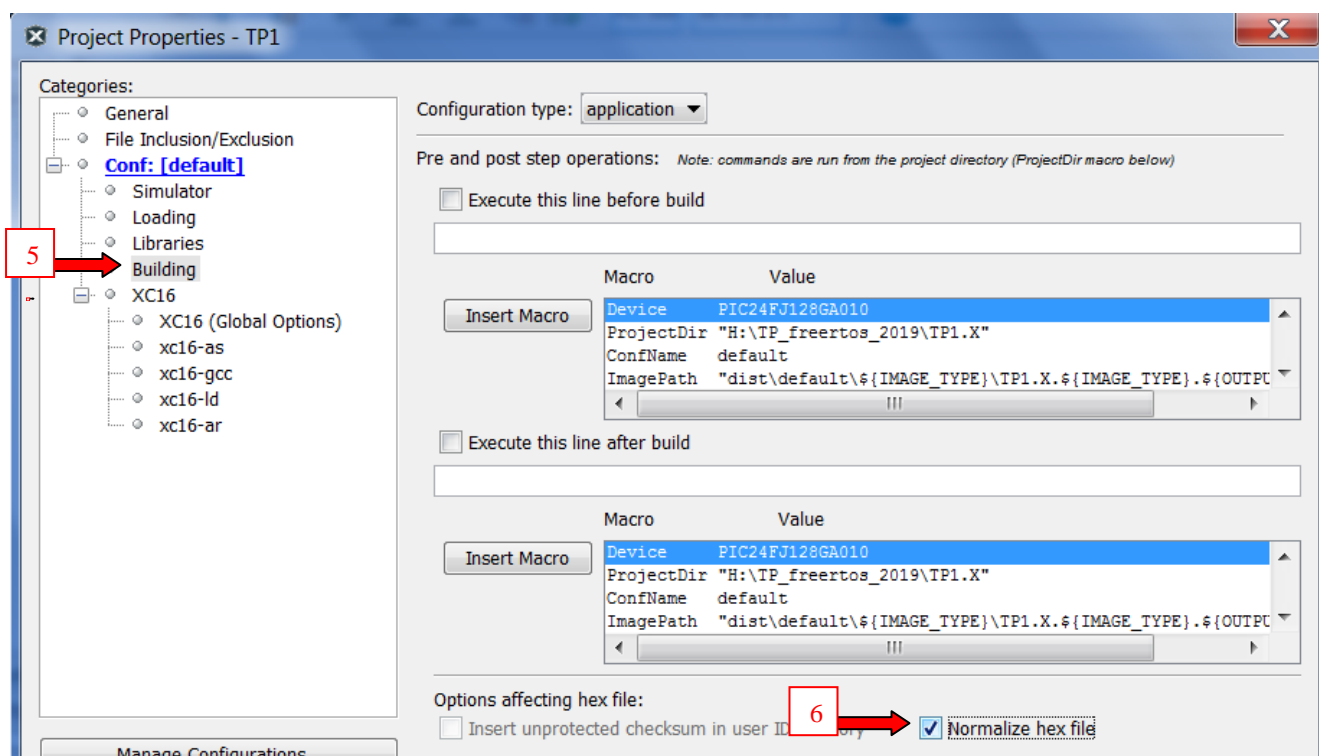 Project Properties - TP1
X
Categories:
General
File Inclusion/Exclusion
Conf: [default]
Simulator
Loading
Libraries
5
Building
XC16
XC16 (Global Options)
xc16-as
xc16-gcc
xc16-ld
xc16-ar
Manage Configurations
Configuration type: application
Pre and post step operations: Note: commands are run from the project directory (ProjectDir macro below)
Execute this line before build
Macro Value
Insert Macro
Device PIC24FJ128GA010
ProjectDir "H:\TP_freertos_2019\TP1.X"
ConfName default
ImagePath "dist\default\${IMAGE_TYPE}\TP1.X.${IMAGE_TYPE}.${OUTPU
Execute this line after build
Macro Value
Insert Macro
Device PIC24FJ128GA010
ProjectDir "H:\TP_freertos_2019\TP1.X"
ConfName default
ImagePath "dist\default\${IMAGE_TYPE}\TP1.X.${IMAGE_TYPE}.${OUTPU
Options affecting hex file:
Insert unprotected checksum in user ID
6
Normalize hex file